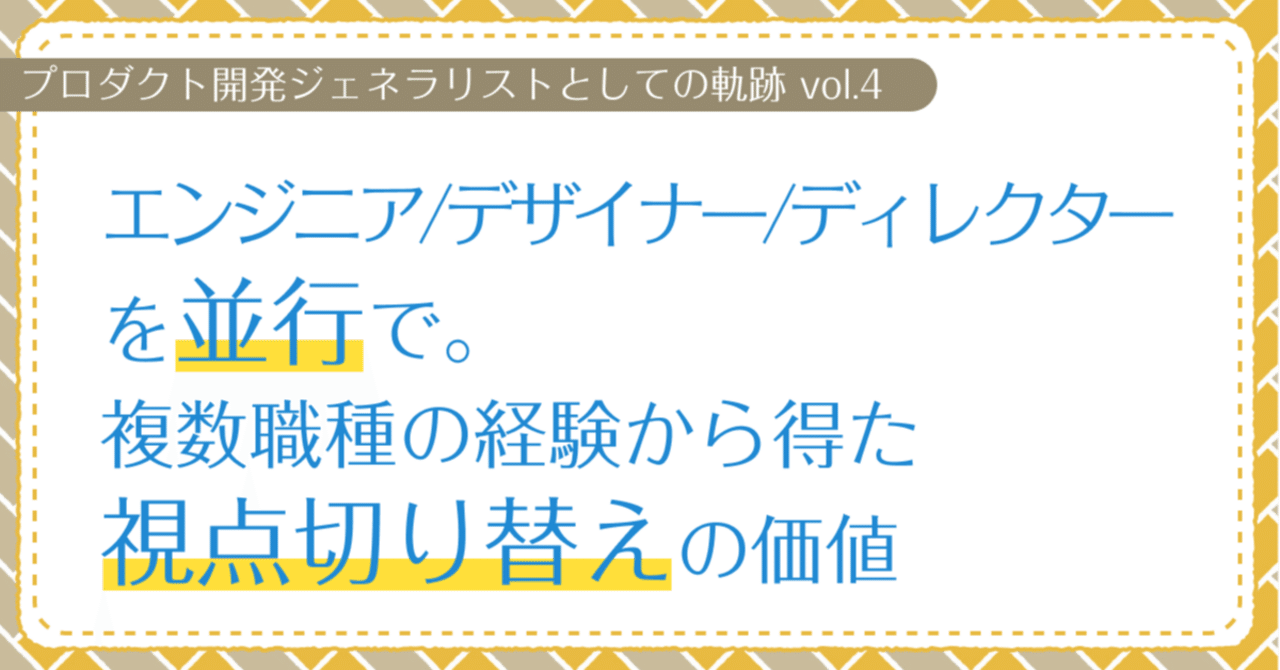 プロダクト開発ジェネラリストとしての軌跡 vol.4
エンジニア/デザイナー/ディレクター
を並行で。
複数職種の経験から得た
視点切り替えの価値